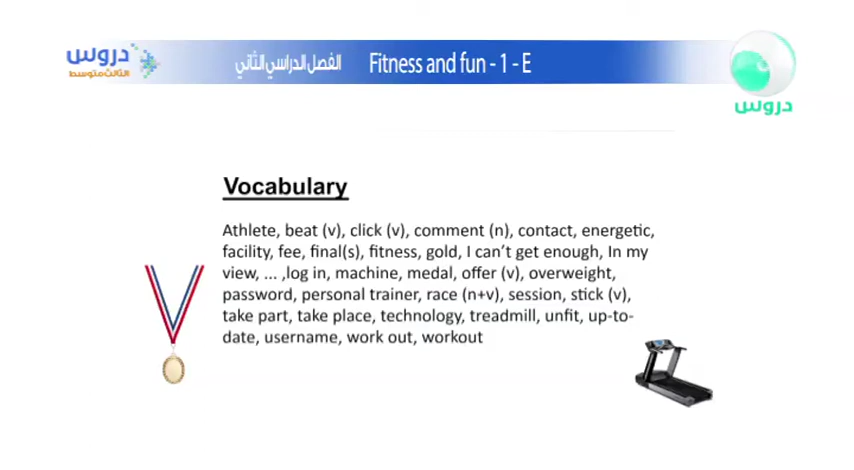 دروس
الثالث متوسط
الفصل الدراسي الثاني
Fitness and fun - 1 - E
دروس
Vocabulary
Athlete, beat (v), click (v), comment (n), contact, energetic,
facility, fee, final(s), fitness, gold, I can't get enough, In my
view, ... ,log in, machine, medal, offer (v), overweight,
password, personal trainer, race (n+v), session, stick (v),
take part, take place, technology, treadmill, unfit, up-to-
date, username, work out, workout